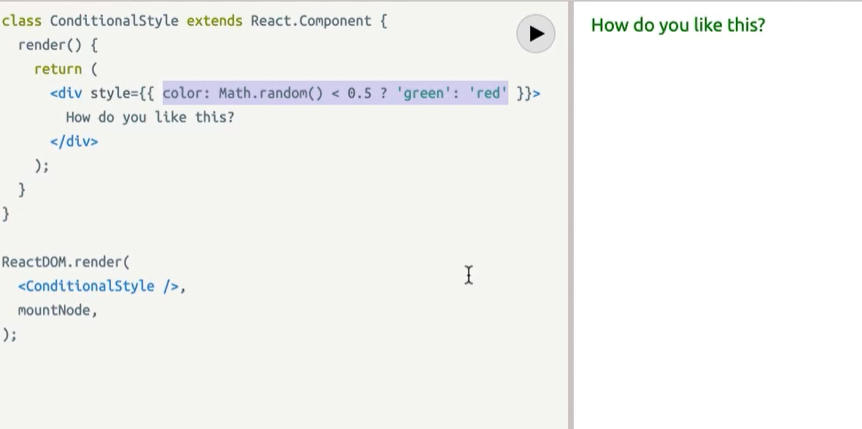 class ConditionalStyle extends React.Component {
  render() {
    return (
      <div style={{ color: Math.random() < 0.5 ? 'green': 'red' }}>
        How do you like this?
      </div>
    );
  }
}
ReactDOM.render(
  <ConditionalStyle />,
  mountNode,
);
How do you like this?